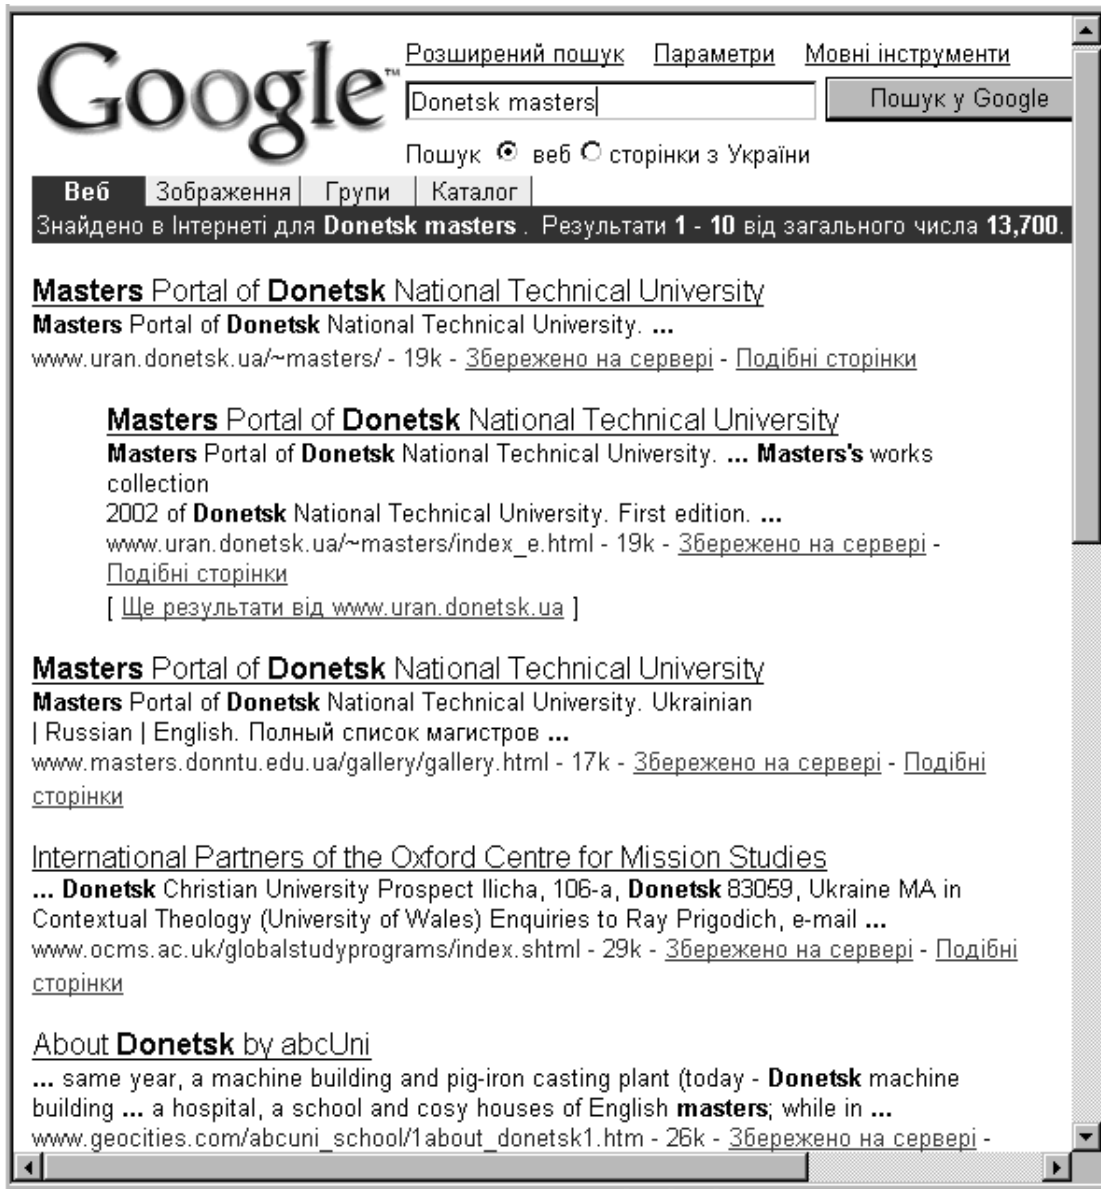 Google™
Розширений пошук Параметри Мовні інструменти
Donetsk masters
Пошук у Google
Пошук веб сторінки з України
Веб Зображення Групи Каталог
Знайдено в Інтернеті для Donetsk masters . Результати 1 - 10 від загального числа 13,700.
Masters Portal of Donetsk National Technical University
Masters Portal of Donetsk National Technical University. ...
www.uran.donetsk.ua/~masters/ - 19k - Збережено на сервері - Подібні сторінки
Masters Portal of Donetsk National Technical University
Masters Portal of Donetsk National Technical University. ... Masters's works
collection
2002 of Donetsk National Technical University. First edition. ...
www.uran.donetsk.ua/~masters/index_e.html - 19k - Збережено на сервері -
Подібні сторінки
[ Ще результати від www.uran.donetsk.ua ]
Masters Portal of Donetsk National Technical University
Masters Portal of Donetsk National Technical University. Ukrainian
| Russian | English. Полный список магистров ...
www.masters.donntu.edu.ua/gallery/gallery.html - 17k - Збережено на сервері - Подібні
сторінки
International Partners of the Oxford Centre for Mission Studies
... Donetsk Christian University Prospect Ilicha, 106-a, Donetsk 83059, Ukraine MA in
Contextual Theology (University of Wales) Enquiries to Ray Prigodich, e-mail ...
www.ocms.ac.uk/globalstudyprograms/index.shtml - 29k - Збережено на сервері - Подібні
сторінки
About Donetsk by abcUni
... same year, a machine building and pig-iron casting plant (today - Donetsk machine
building ... a hospital, a school and cosy houses of English masters; while in ...
www.geocities.com/abcuni_school/1about_donetsk1.htm - 26k - Збережено на сервері -